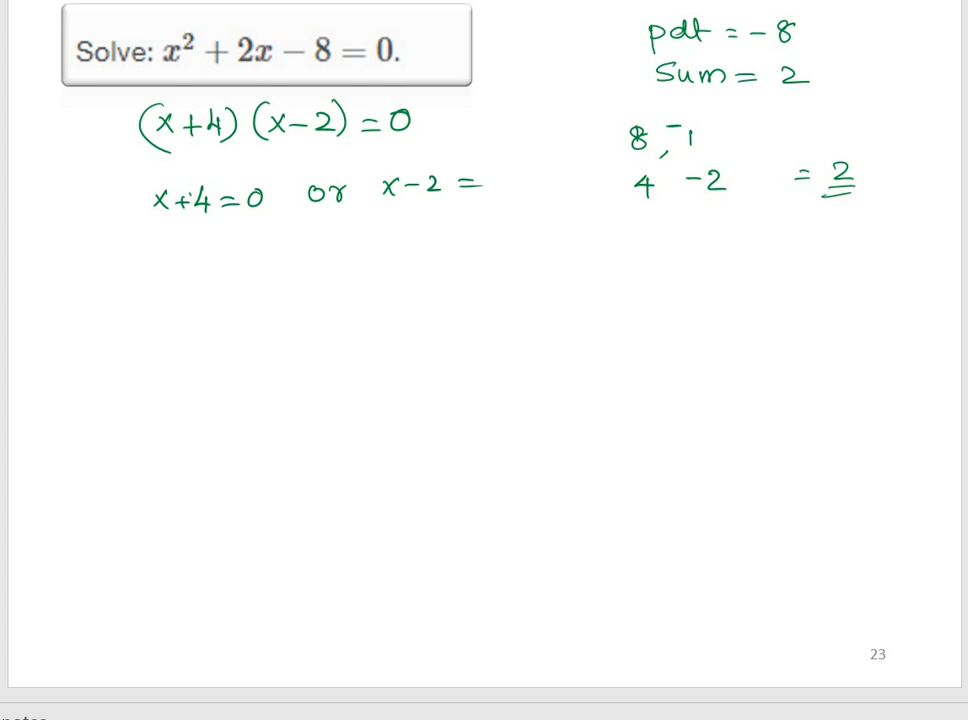 Solve: x² + 2x − 8 = 0.
(x+4) (x-2) = 0
x+4=0 or x-2 =
pdt = -8
Sum = 2
8, -1
4 -2 = 2
23
notes